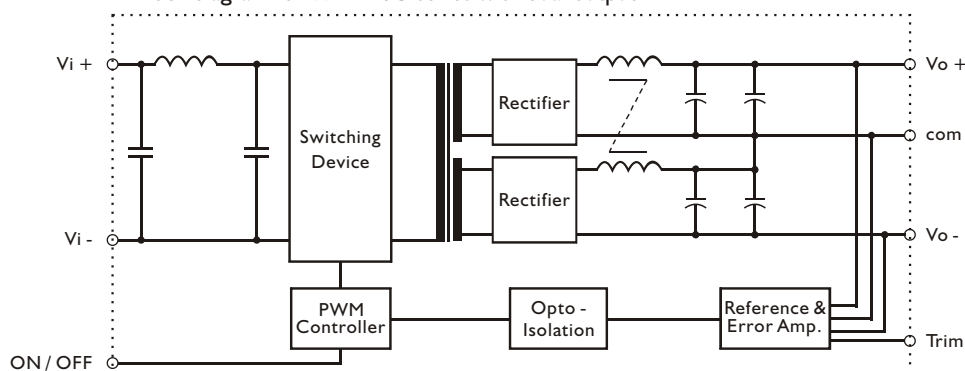 Vi +
Switching
Device
Rectifier
Vo +
com
Rectifier
Vi -
Vo -
PWM
Controller
Opto -
Isolation
Reference &
Error Amp.
Trim
ON / OFF